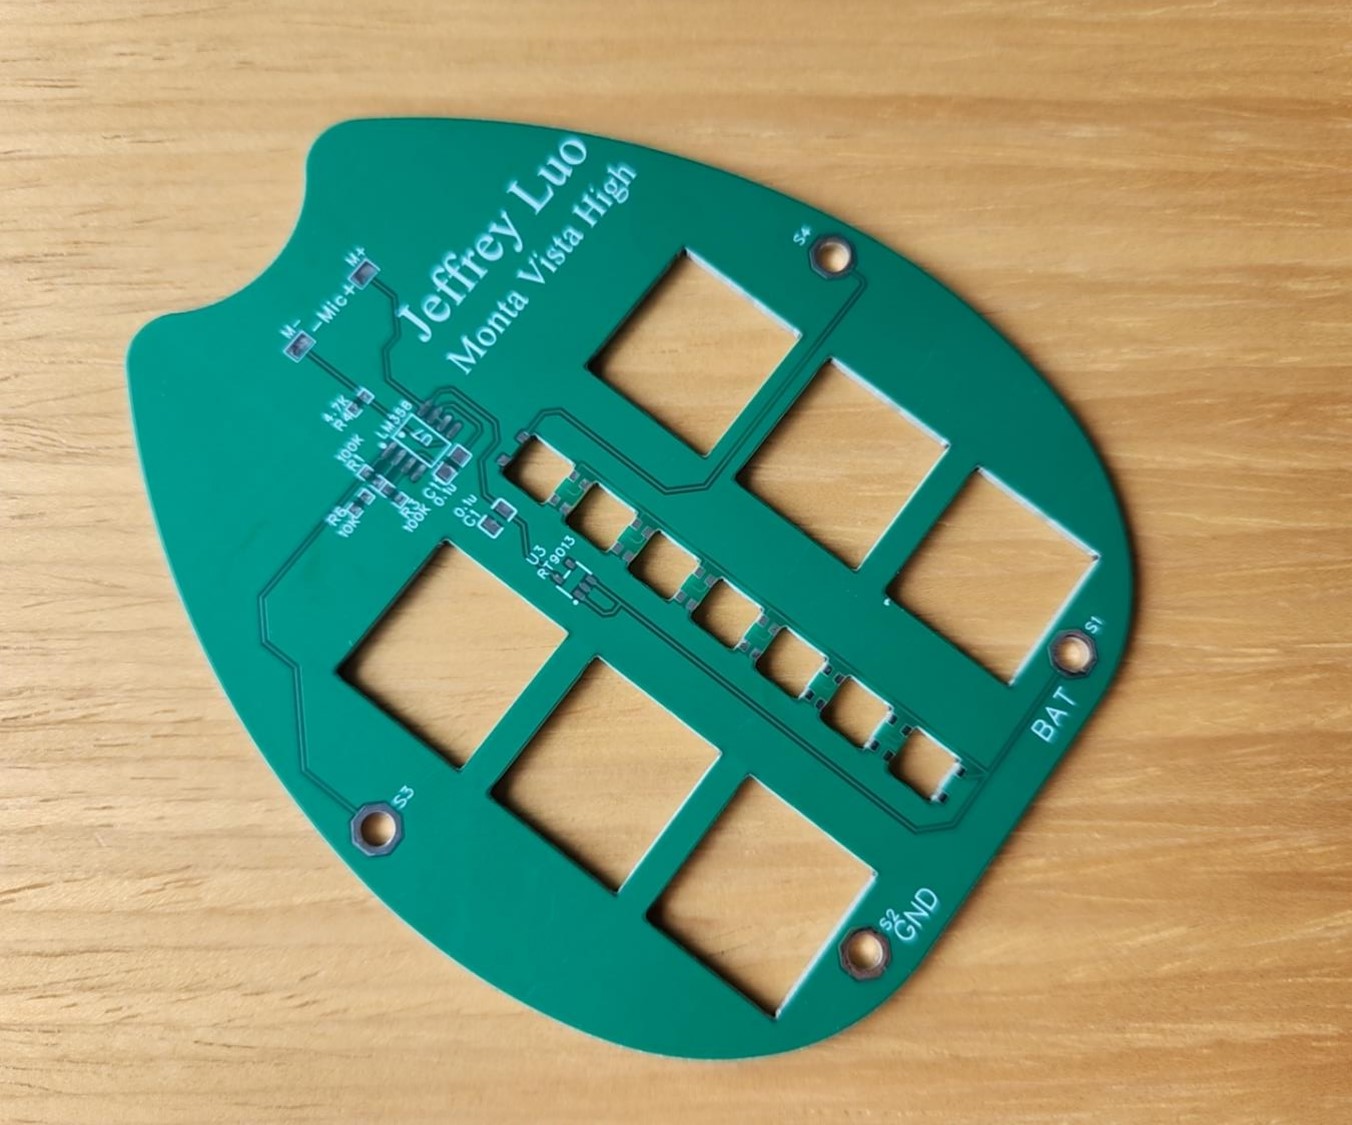 Jeffrey Luo
Monta Vista High
S4
M+
-Mic+
M-
4.7K
R4
LM358
100K
R1
R3
100K
R6
10K
C1
0.1u
0.1u
C1
U3
RT9013
S1
BAT
S3
S2
GND